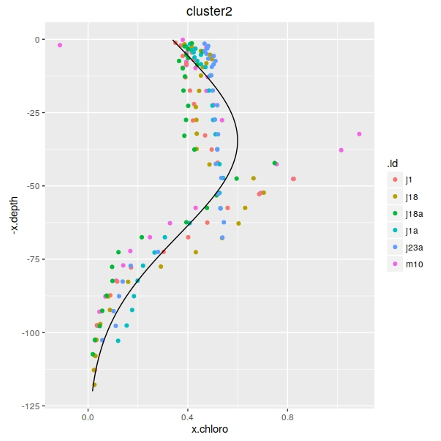 cluster2
0
-25
-50
-75
-100
-125
-x.depth
0.0
0.4
0.8
x.chloro
.id
j1
j18
j18a
j1a
j23a
m10